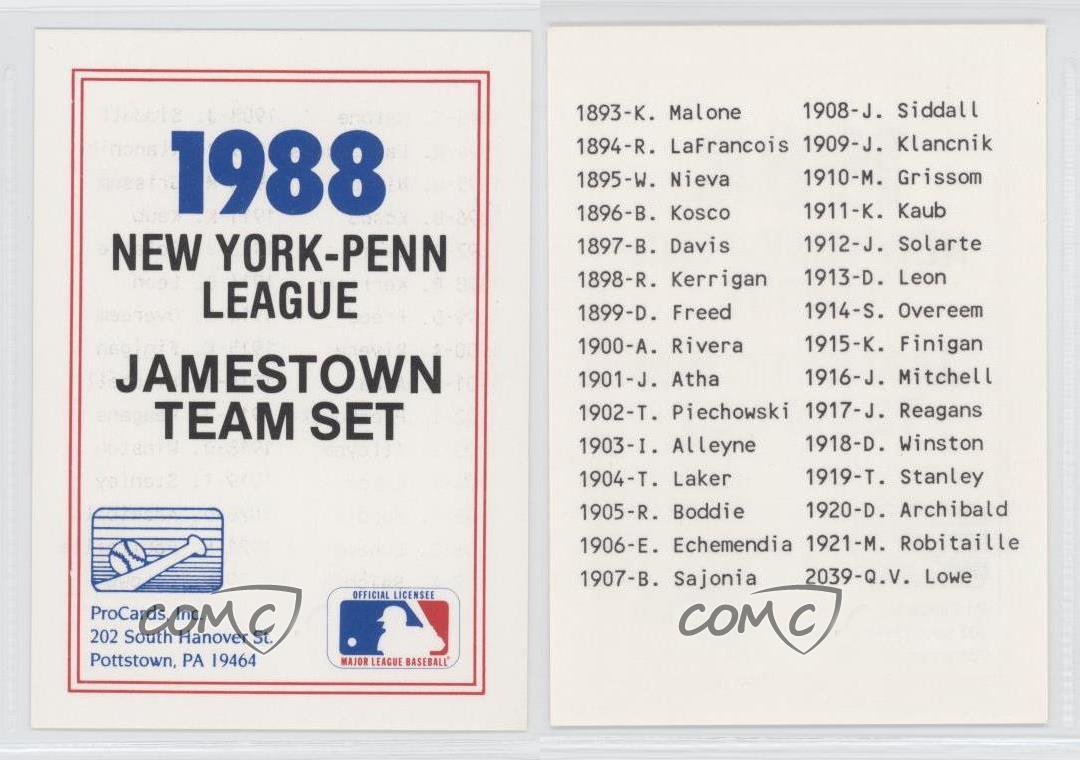 1988
NEW YORK-PENN
LEAGUE
JAMESTOWN
TEAM SET
ProCards, Inc.
202 South Hanover St.
Pottstown, PA 19464
OFFICIAL LICENSEE
MAJOR LEAGUE BASEBALL
COMC
1893-K. Malone
1894-R. LaFrancois
1895-W. Nieva
1896-B. Kosco
1897-B. Davis
1898-R. Kerrigan
1899-D. Freed
1900-A. Rivera
1901-J. Atha
1902-T. Piechowski
1903-I. Alleyne
1904-T. Laker
1905-R. Boddie
1906-E. Echemendia
1907-B. Sajonia
1908-J. Siddall
1909-J. Klancnik
1910-M. Grissom
1911-K. Kaub
1912-J. Solarte
1913-D. Leon
1914-S. Overeem
1915-K. Finigan
1916-J. Mitchell
1917-J. Reagans
1918-D. Winston
1919-T. Stanley
1920-D. Archibald
1921-M. Robitaille
2039-Q.V. Lowe
COMC